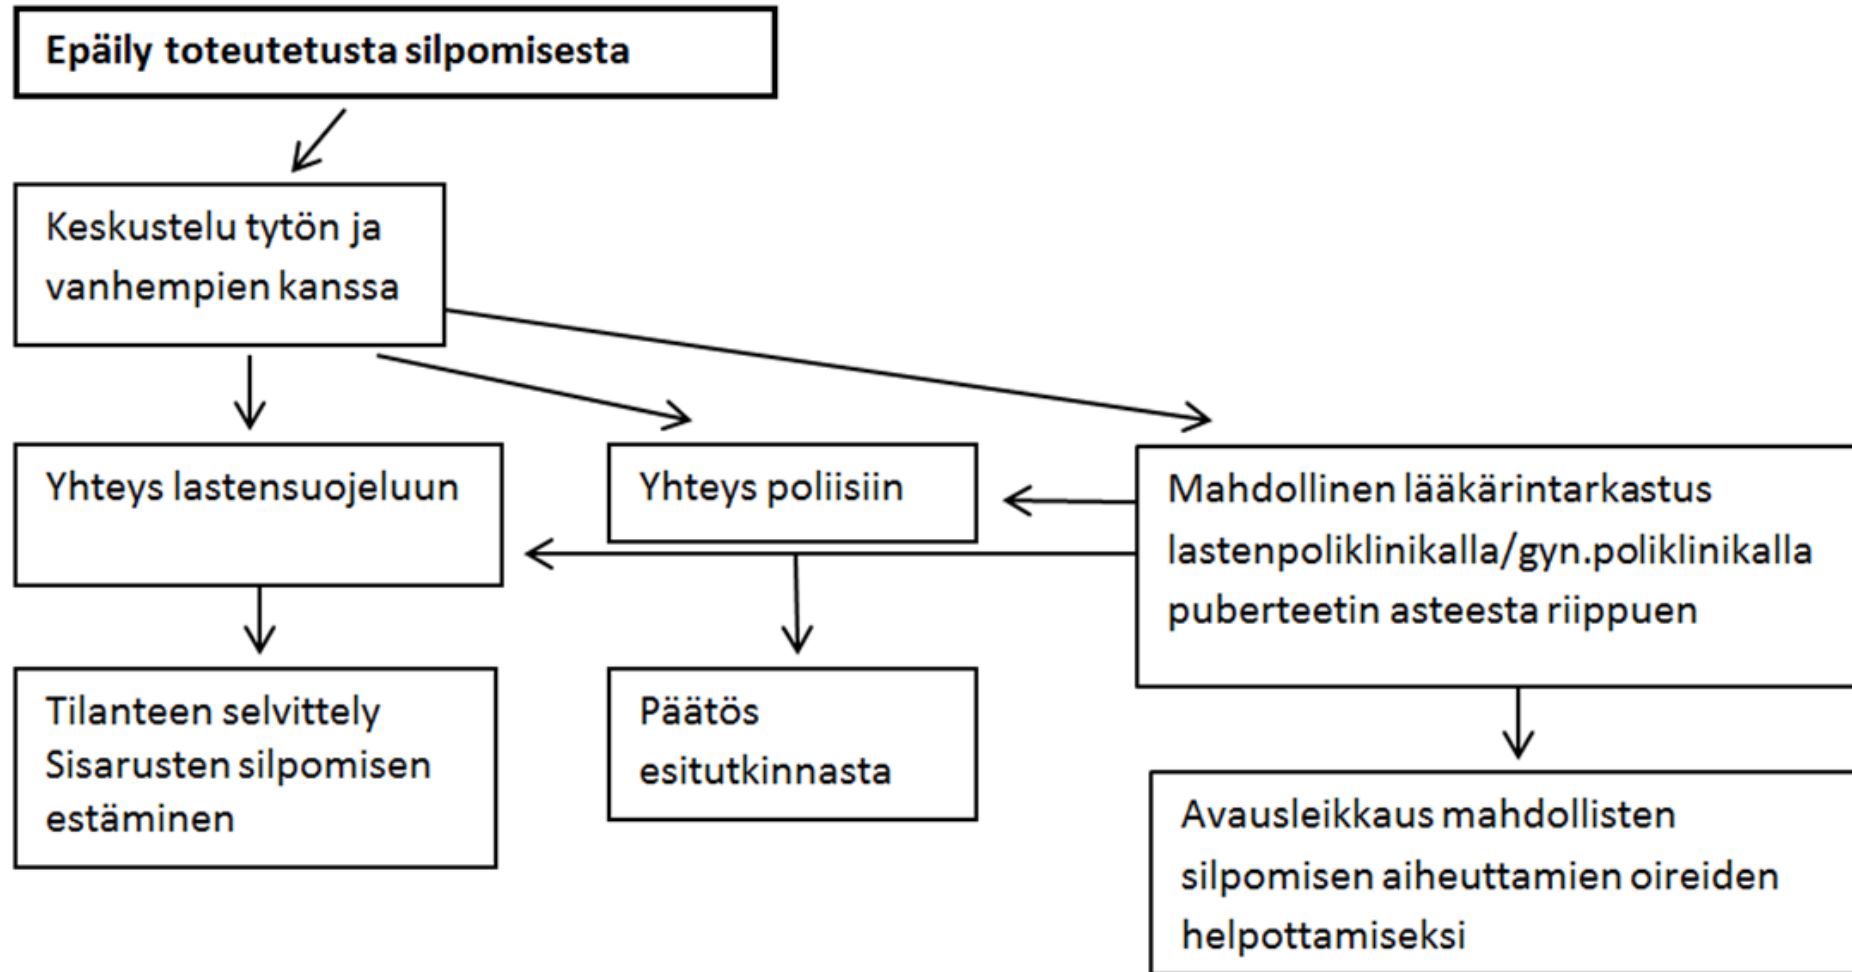 Epäily toteutetusta silpomisesta
Keskustelu tytön ja
vanhempien kanssa
Yhteys lastensuojeluun
Yhteys poliisiin
Mahdollinen lääkärintarkastus
lastenpoliklinikalla/gyn.poliklinikalla
puberteetin asteesta riippuen
Tilanteen selvittely
Sisarusten silpomisen
estäminen
Päätös
esitutkinnasta
Avausleikkaus mahdollisten
silpomisen aiheuttamien oireiden
helpottamiseksi